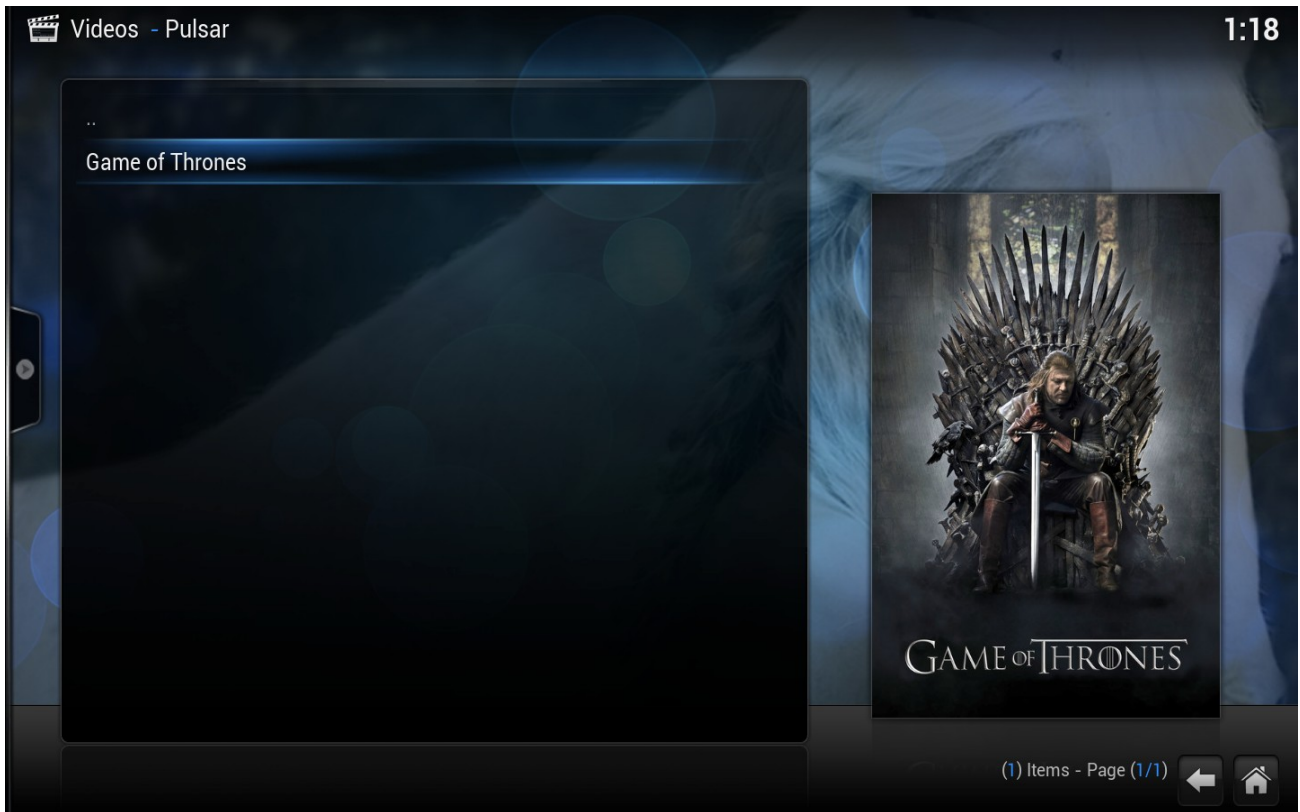 Videos - Pulsar
1:18
..
Game of Thrones
GAME OF THRONES
(1) Items - Page (1/1)